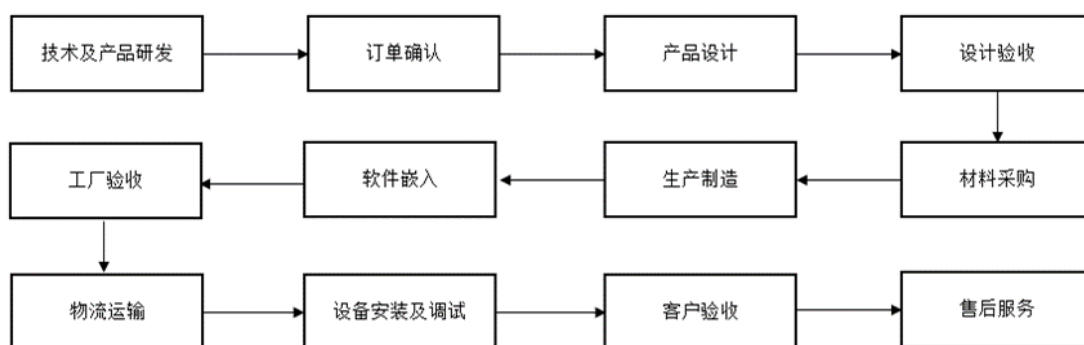 技术及产品研发
订单确认
产品设计
设计验收
材料采购
生产制造
软件嵌入
工厂验收
物流运输
设备安装及调试
客户验收
售后服务